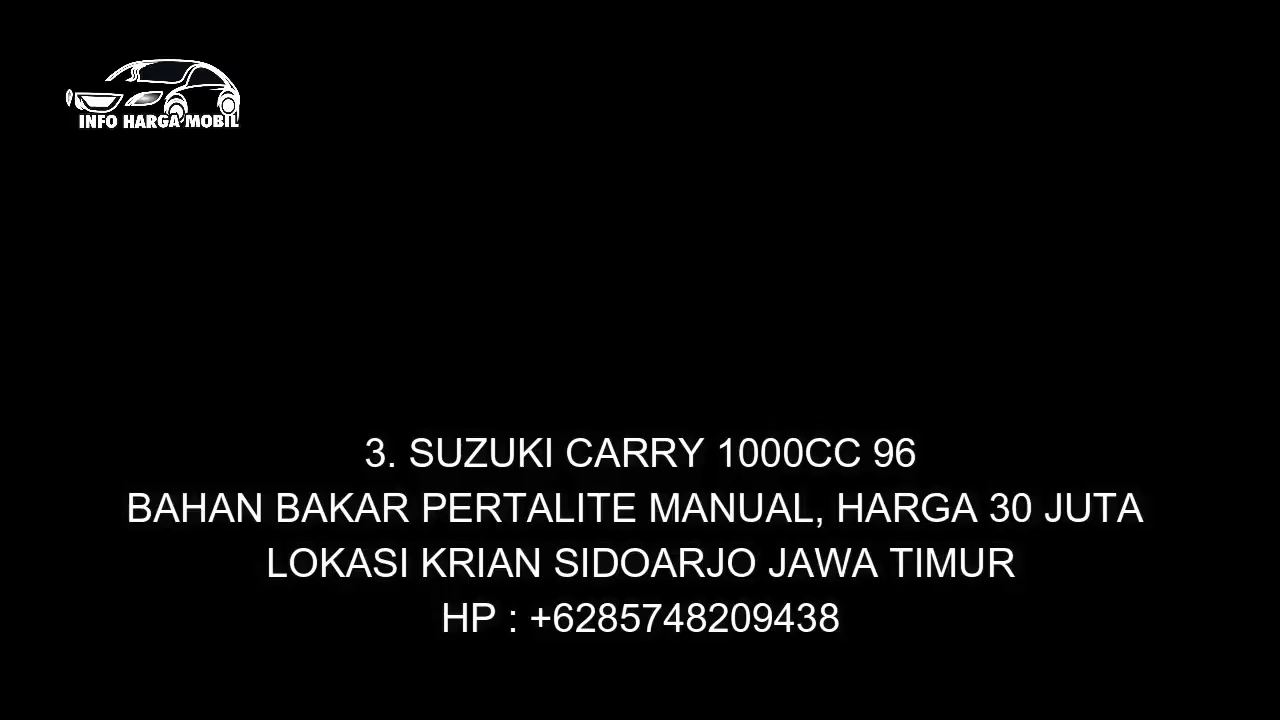 INFO HARGA MOBIL
3. SUZUKI CARRY 1000CC 96
BAHAN BAKAR PERTALITE MANUAL, HARGA 30 JUTA
LOKASI KRIAN SIDOARJO JAWA TIMUR
HP : +6285748209438